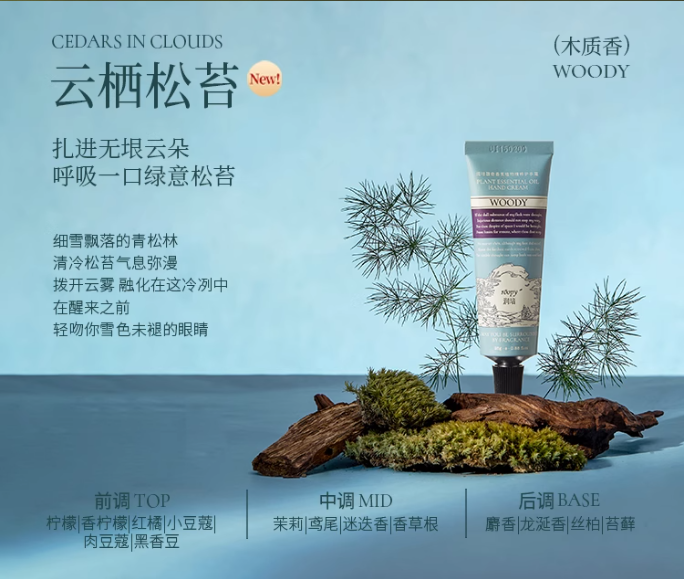 CEDARS IN CLOUDS
云栖松苔 New!
（木质香）
WOODY
扎进无垠云朵
呼吸一口绿意松苔
细雪飘落的青松林
清冷松苔气息弥漫
拨开云雾 融化在这冷冽中
在醒来之前
轻吻你雪色未褪的眼睛
PLANT ESSENTIAL OIL
HAND CREAM
WOODY
前调 TOP
柠檬|香柠檬|红橘|小豆蔻|
肉豆蔻|黑香豆
中调 MID
茉莉|鸢尾|迷迭香|香草根
后调 BASE
麝香|龙涎香|丝柏|苔藓